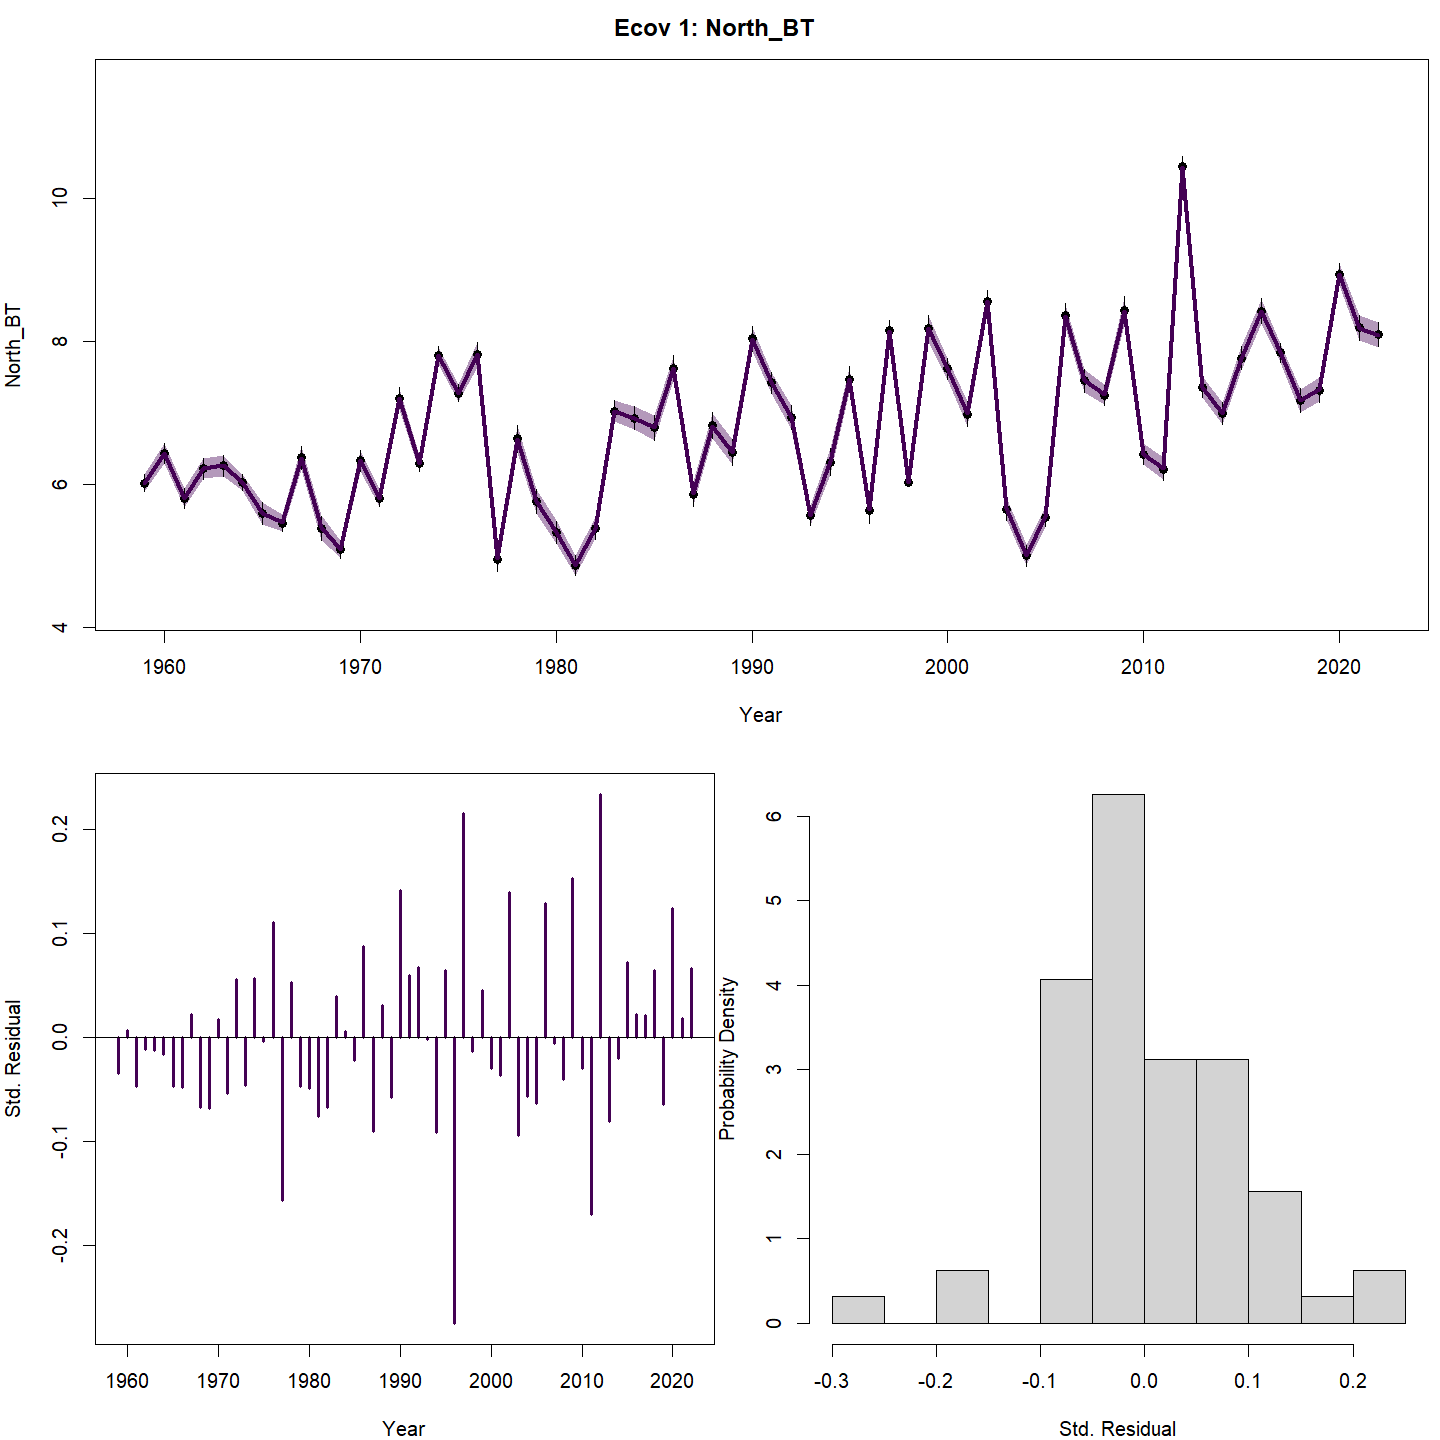 Ecov 1: North_BT
North_BT
10
8
6
4
1960 1970 1980 1990 2000 2010 2020
Year
Std. Residual
0.2
0.1
0.0
-0.1
-0.2
1960 1970 1980 1990 2000 2010 2020
Year
Probability Density
6
5
4
3
2
1
0
-0.3 -0.2 -0.1 0.0 0.1 0.2
Std. Residual